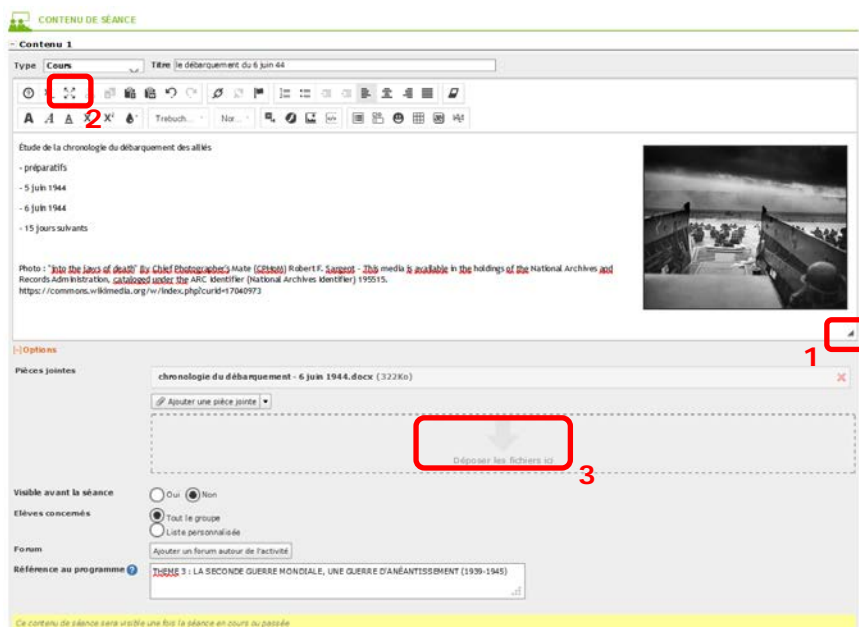 CONTENU DE SÉANCE
- Contenu 1
Type Cours Titre le débarquement du 6 juin 44
2
A A A X X² Trebuch... Nor...
Étude de la chronologie du débarquement des alliés
- préparatifs
- 5 juin 1944
- 6 juin 1944
- 15 jours suivants
Photo : "Into the Jaws of death" By Chief Photographer's Mate (CPHoM) Robert F. Sargent - This media is available in the holdings of the National Archives and
Records Administration, cataloged under the ARC Identifier (National Archives Identifier) 195515.
https://commons.wikimedia.org/w/index.php?curid=17040973
1
[-] Options
Pièces jointes
chronologie du débarquement - 6 juin 1944.docx (322Ko)
Ajouter une pièce jointe
Déposer les fichiers ici
3
Visible avant la séance
Oui Non
Elèves concernés
Tout le groupe
Liste personnalisée
Forum
Ajouter un forum autour de l'activité
Référence au programme ?
THEME 3 : LA SECONDE GUERRE MONDIALE, UNE GUERRE D'ANÉANTISSEMENT (1939-1945)
Ce contenu de séance sera visible une fois la séance en cours ou passée